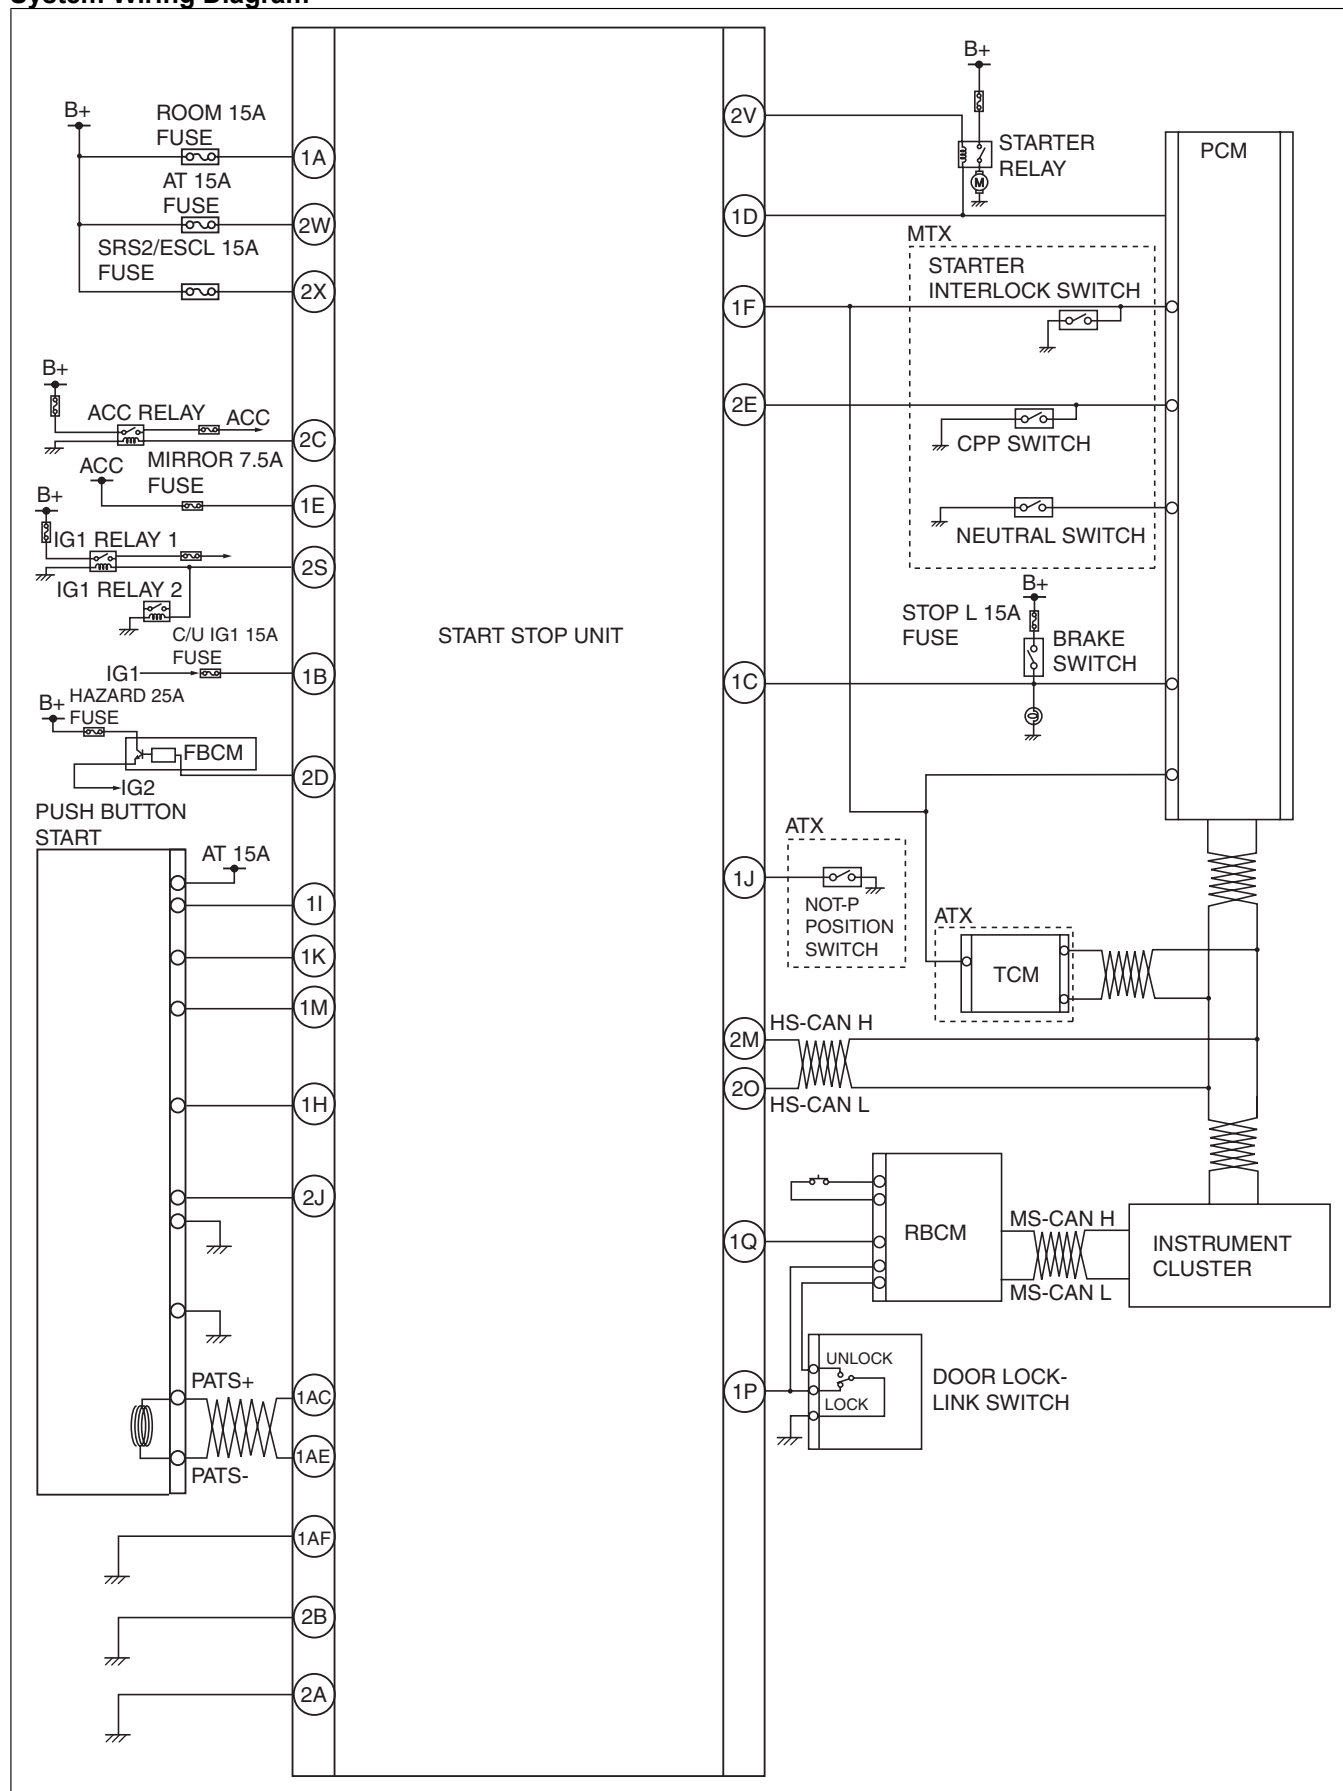 System Wiring Diagram
B+
ROOM 15A
FUSE
1A
AT 15A
FUSE
2W
SRS2/ESCL 15A
FUSE
2X
B+
ACC RELAY
ACC
2C
ACC
MIRROR 7.5A
FUSE
1E
B+
IG1 RELAY 1
2S
IG1 RELAY 2
C/U IG1 15A
FUSE
IG1
1B
B+
HAZARD 25A
FUSE
FBCM
2D
IG2
PUSH BUTTON
START
AT 15A
1I
1K
1M
1H
2J
PATS+
1AC
1AE
PATS-
1AF
2B
2A
START STOP UNIT
2V
B+
STARTER
RELAY
M
PCM
1D
MTX
STARTER
INTERLOCK SWITCH
1F
2E
CPP SWITCH
NEUTRAL SWITCH
B+
STOP L 15A
FUSE
BRAKE
SWITCH
1C
ATX
1J
NOT-P
POSITION
SWITCH
ATX
TCM
HS-CAN H
2M
2O
HS-CAN L
RBCM
MS-CAN H
MS-CAN L
INSTRUMENT
CLUSTER
1Q
1P
UNLOCK
LOCK
DOOR LOCK-
LINK SWITCH